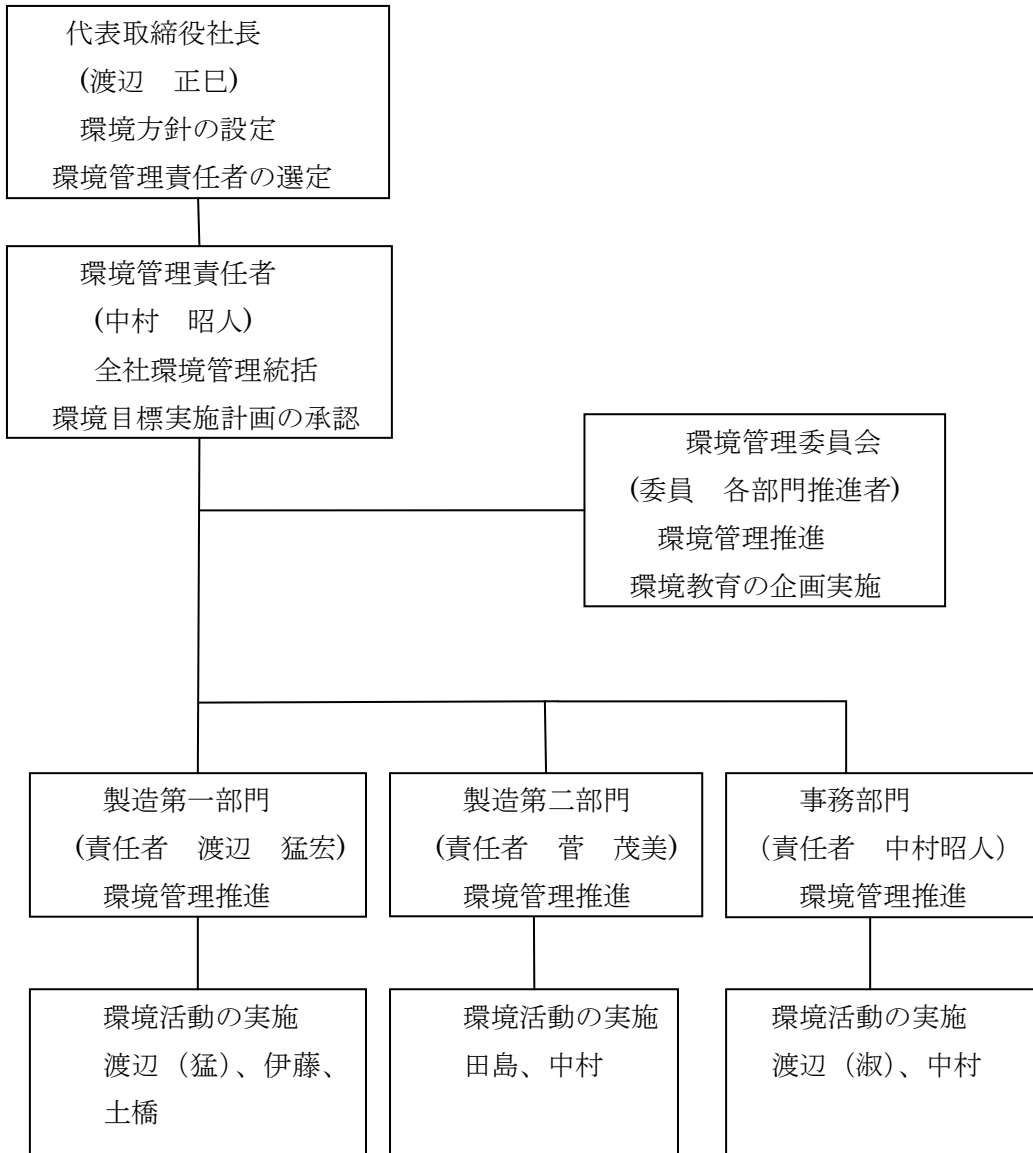 代表取締役社長
(渡辺　正巳)
環境方針の設定
環境管理責任者の選定
環境管理責任者
(中村　昭人)
全社環境管理統括
環境目標実施計画の承認
環境管理委員会
(委員　各部門推進者)
環境管理推進
環境教育の企画実施
製造第一部門
(責任者　渡辺　猛宏)
環境管理推進
製造第二部門
(責任者　菅　茂美)
環境管理推進
事務部門
（責任者　中村昭人）
環境管理推進
環境活動の実施
渡辺（猛）、伊藤、
土橋
環境活動の実施
田島、中村
環境活動の実施
渡辺（淑）、中村